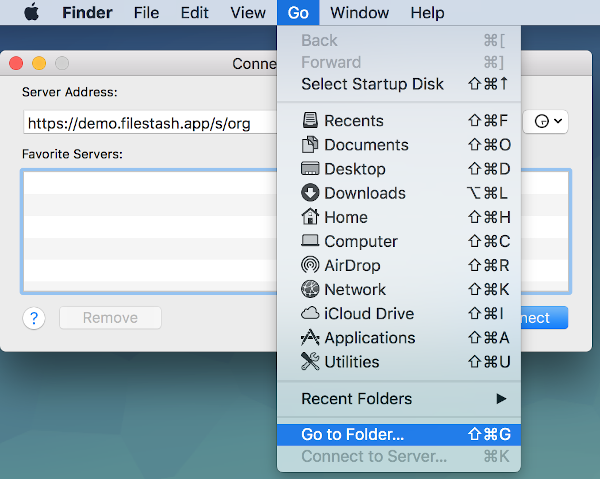 Finder File Edit View Go Window Help
Back ⌘[
Forward ⌘]
Select Startup Disk ⇧⌘↑
Conne
Server Address:
https://demo.filestash.app/s/org
Favorite Servers:
Recents ⇧⌘F
Documents ⇧⌘O
Desktop ⇧⌘D
Downloads ⌥⌘L
Home ⇧⌘H
Computer ⇧⌘C
AirDrop ⇧⌘R
Network ⇧⌘K
iCloud Drive ⇧⌘I
Applications ⇧⌘A
Utilities ⇧⌘U
? Remove nect
Recent Folders ▶
Go to Folder... ⇧⌘G
Connect to Server... ⌘K